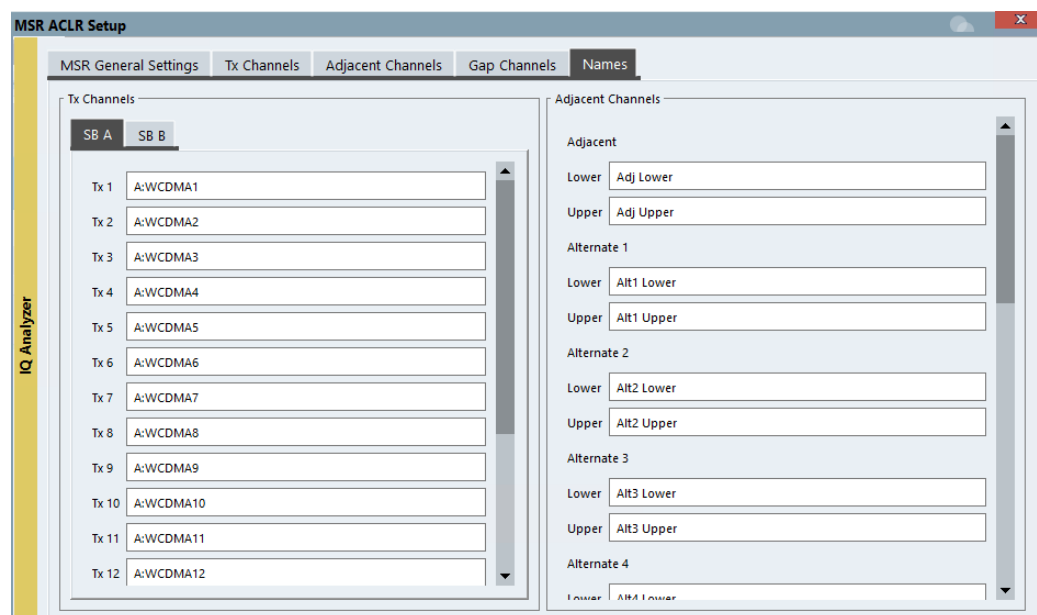 MSR ACLR Setup
X
IQ Analyzer
MSR General Settings Tx Channels Adjacent Channels Gap Channels Names
Tx Channels
SB A SB B
Tx 1 A:WCDMA1
Tx 2 A:WCDMA2
Tx 3 A:WCDMA3
Tx 4 A:WCDMA4
Tx 5 A:WCDMA5
Tx 6 A:WCDMA6
Tx 7 A:WCDMA7
Tx 8 A:WCDMA8
Tx 9 A:WCDMA9
Tx 10 A:WCDMA10
Tx 11 A:WCDMA11
Tx 12 A:WCDMA12
Adjacent Channels
Adjacent
Lower Adj Lower
Upper Adj Upper
Alternate 1
Lower Alt1 Lower
Upper Alt1 Upper
Alternate 2
Lower Alt2 Lower
Upper Alt2 Upper
Alternate 3
Lower Alt3 Lower
Upper Alt3 Upper
Alternate 4
Lower Alt4 Lower